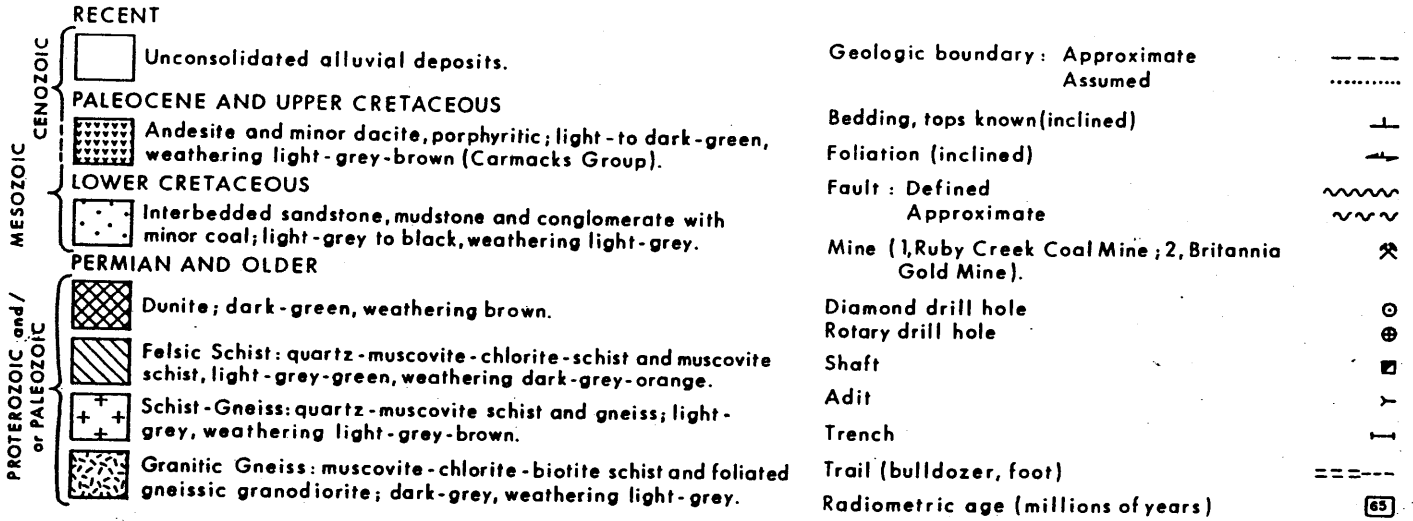 RECENT
CENOZOIC
Unconsolidated alluvial deposits.
PALEOCENE AND UPPER CRETACEOUS
Andesite and minor dacite, porphyritic; light-to dark-green,
weathering light-grey-brown (Carmacks Group).
MESOZOIC
LOWER CRETACEOUS
Interbedded sandstone, mudstone and conglomerate with
minor coal; light-grey to black, weathering light-grey.
PERMIAN AND OLDER
PROTEROZOIC and/
or PALEOZOIC
Dunite; dark-green, weathering brown.
Felsic Schist: quartz-muscovite-chlorite-schist and muscovite
schist, light-grey-green, weathering dark-grey-orange.
Schist-Gneiss: quartz-muscovite schist and gneiss; light-
grey, weathering light-grey-brown.
Granitic Gneiss: muscovite-chlorite-biotite schist and foliated
gneissic granodiorite; dark-grey, weathering light-grey.
Geologic boundary: Approximate
Assumed
Bedding, tops known (inclined)
Foliation (inclined)
Fault: Defined
Approximate
Mine (1, Ruby Creek Coal Mine; 2, Britannia
Gold Mine).
Diamond drill hole
Rotary drill hole
Shaft
Adit
Trench
Trail (bulldozer, foot)
Radiometric age (millions of years) 65